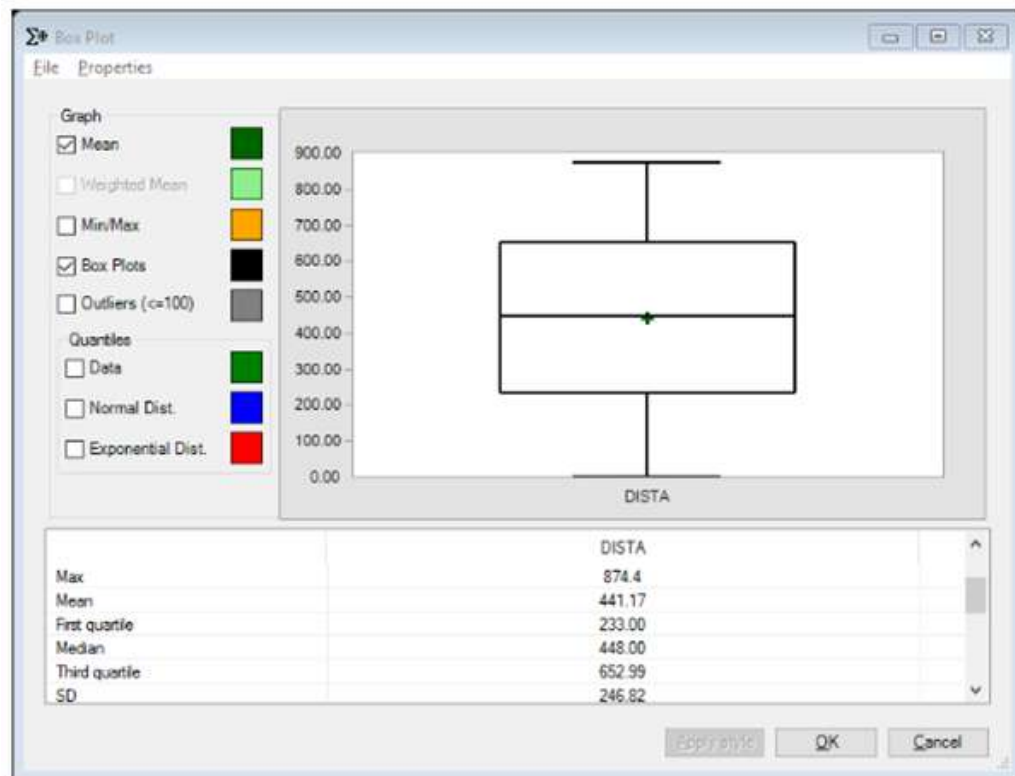 Σ Box Plot
File Properties
Graph
Mean
Weighted Mean
Min/Max
Box Plots
Outliers (<=100)
Quantiles
Data
Normal Dist.
Exponential Dist.
900.00
800.00
700.00
600.00
500.00
400.00
300.00
200.00
100.00
0.00
DISTA
DISTA
Max 874.4
Mean 441.17
First quartile 233.00
Median 448.00
Third quartile 652.99
SD 246.82
Apply style OK Cancel